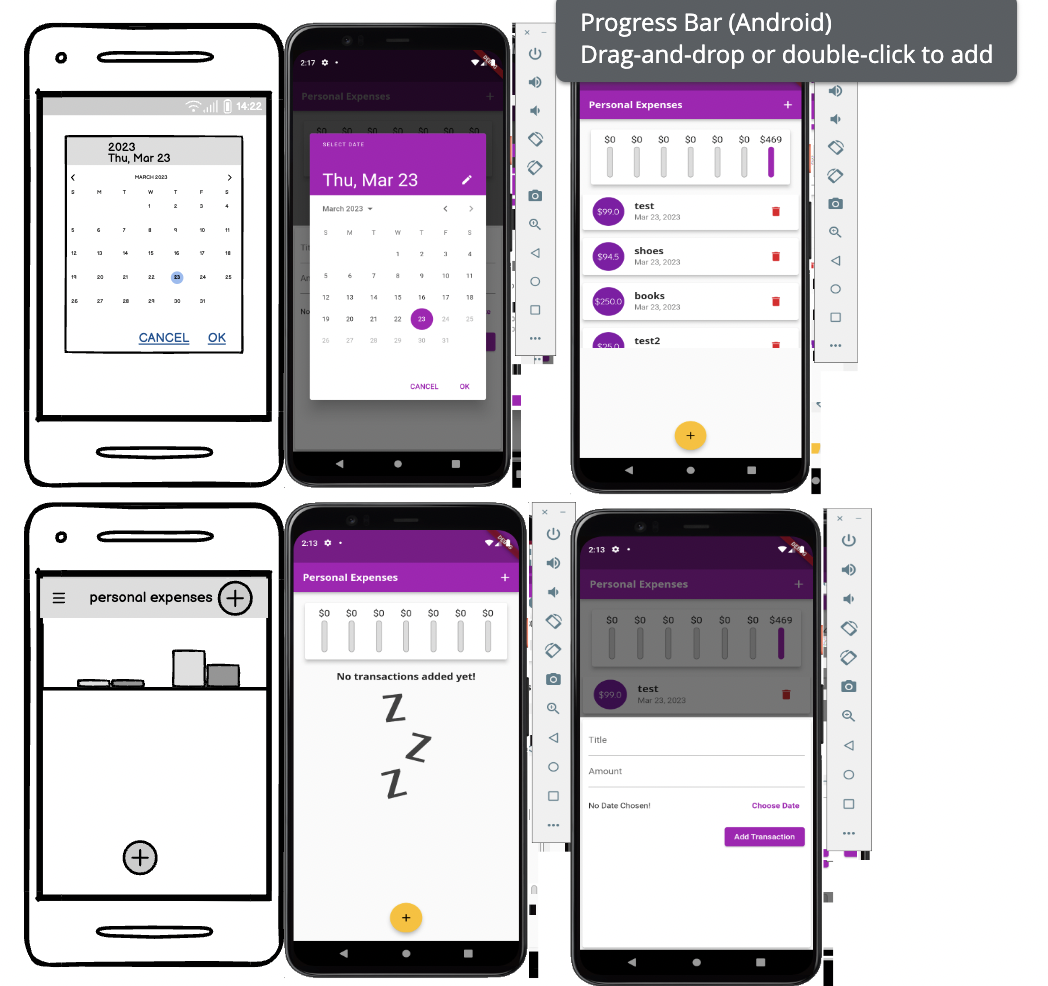 Progress Bar (Android)
Drag-and-drop or double-click to add
14:22
2023
Thu, Mar 23
MARCH 2023
S M T W T F S
1 2 3 4
5 6 7 8 9 10 11
12 13 14 15 16 17 18
19 20 21 22 23 24 25
26 27 28 29 30 31
CANCEL OK
2:17
Personal Expenses +
$0 $0 $0 $0 $0 $0
SELECT DATE
Thu, Mar 23
March 2023
S M T W T F S
1 2 3 4
5 6 7 8 9 10 11
12 13 14 15 16 17 18
19 20 21 22 23 24 25
26 27 28 29 30 31
CANCEL OK
Personal Expenses +
$0 $0 $0 $0 $0 $0 $469
$99.0 test
Mar 23, 2023
$94.5 shoes
Mar 23, 2023
$250.0 books
Mar 23, 2023
$25.0 test2
+
personal expenses +
+
2:13
DEBUG
Personal Expenses +
$0 $0 $0 $0 $0 $0 $0
No transactions added yet!
Z
Z
Z
+
2:13
DEBUG
Personal Expenses +
$0 $0 $0 $0 $0 $0 $469
$99.0 test
Mar 23, 2023
Title
Amount
No Date Chosen!
Choose Date
Add Transaction